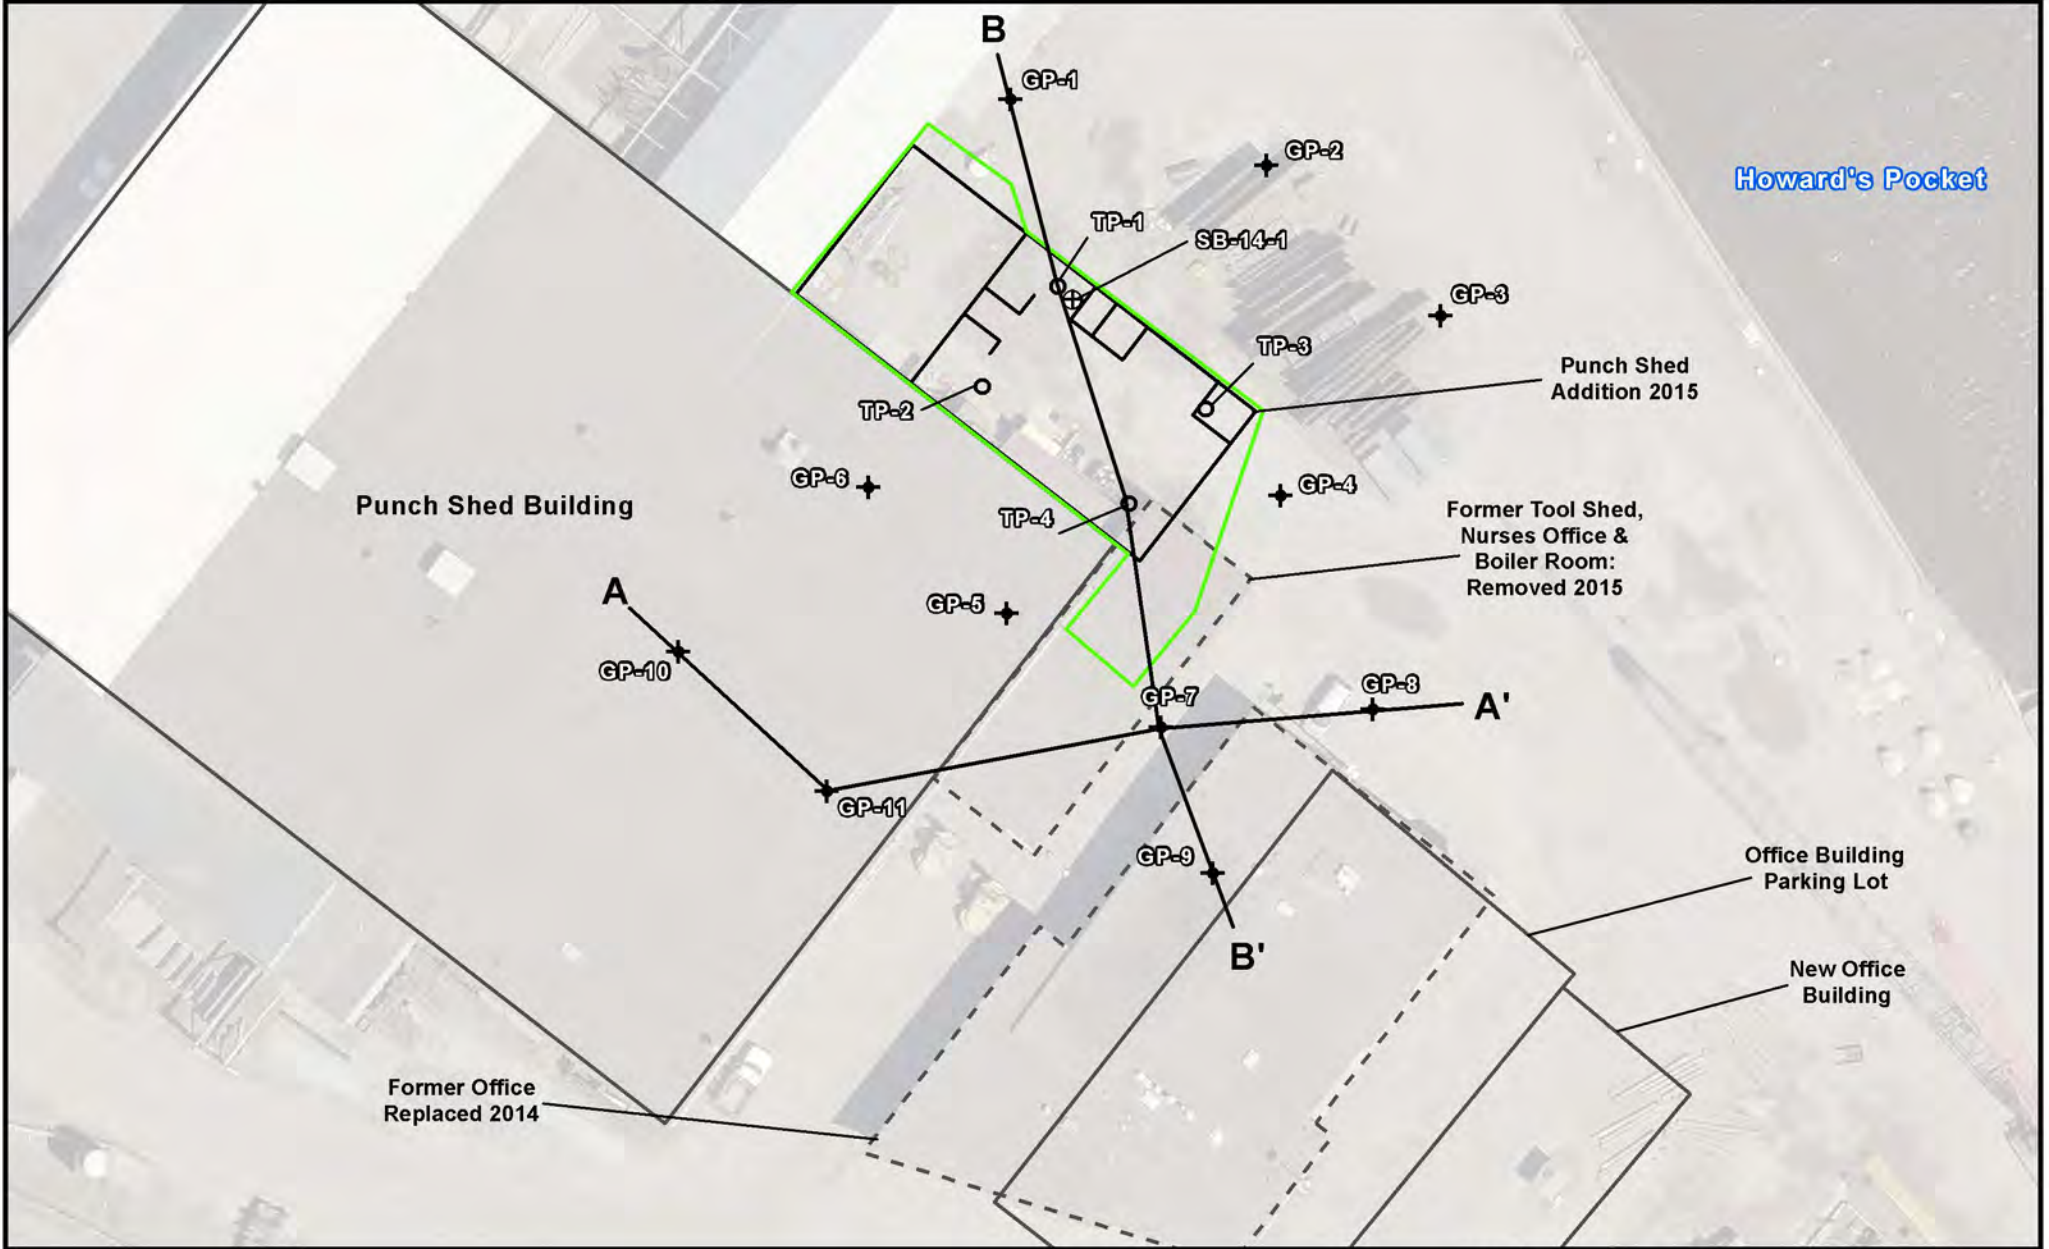 B
GP-1
GP-2
Howard's Pocket
TP-1
SB-14-1
GP-3
TP-3
Punch Shed
Addition 2015
TP-2
GP-6
GP-4
Punch Shed Building
TP-4
Former Tool Shed,
Nurses Office &
Boiler Room:
Removed 2015
A
GP-5
GP-10
GP-7
GP-8
A'
GP-11
GP-9
Office Building
Parking Lot
B'
New Office
Building
Former Office
Replaced 2014